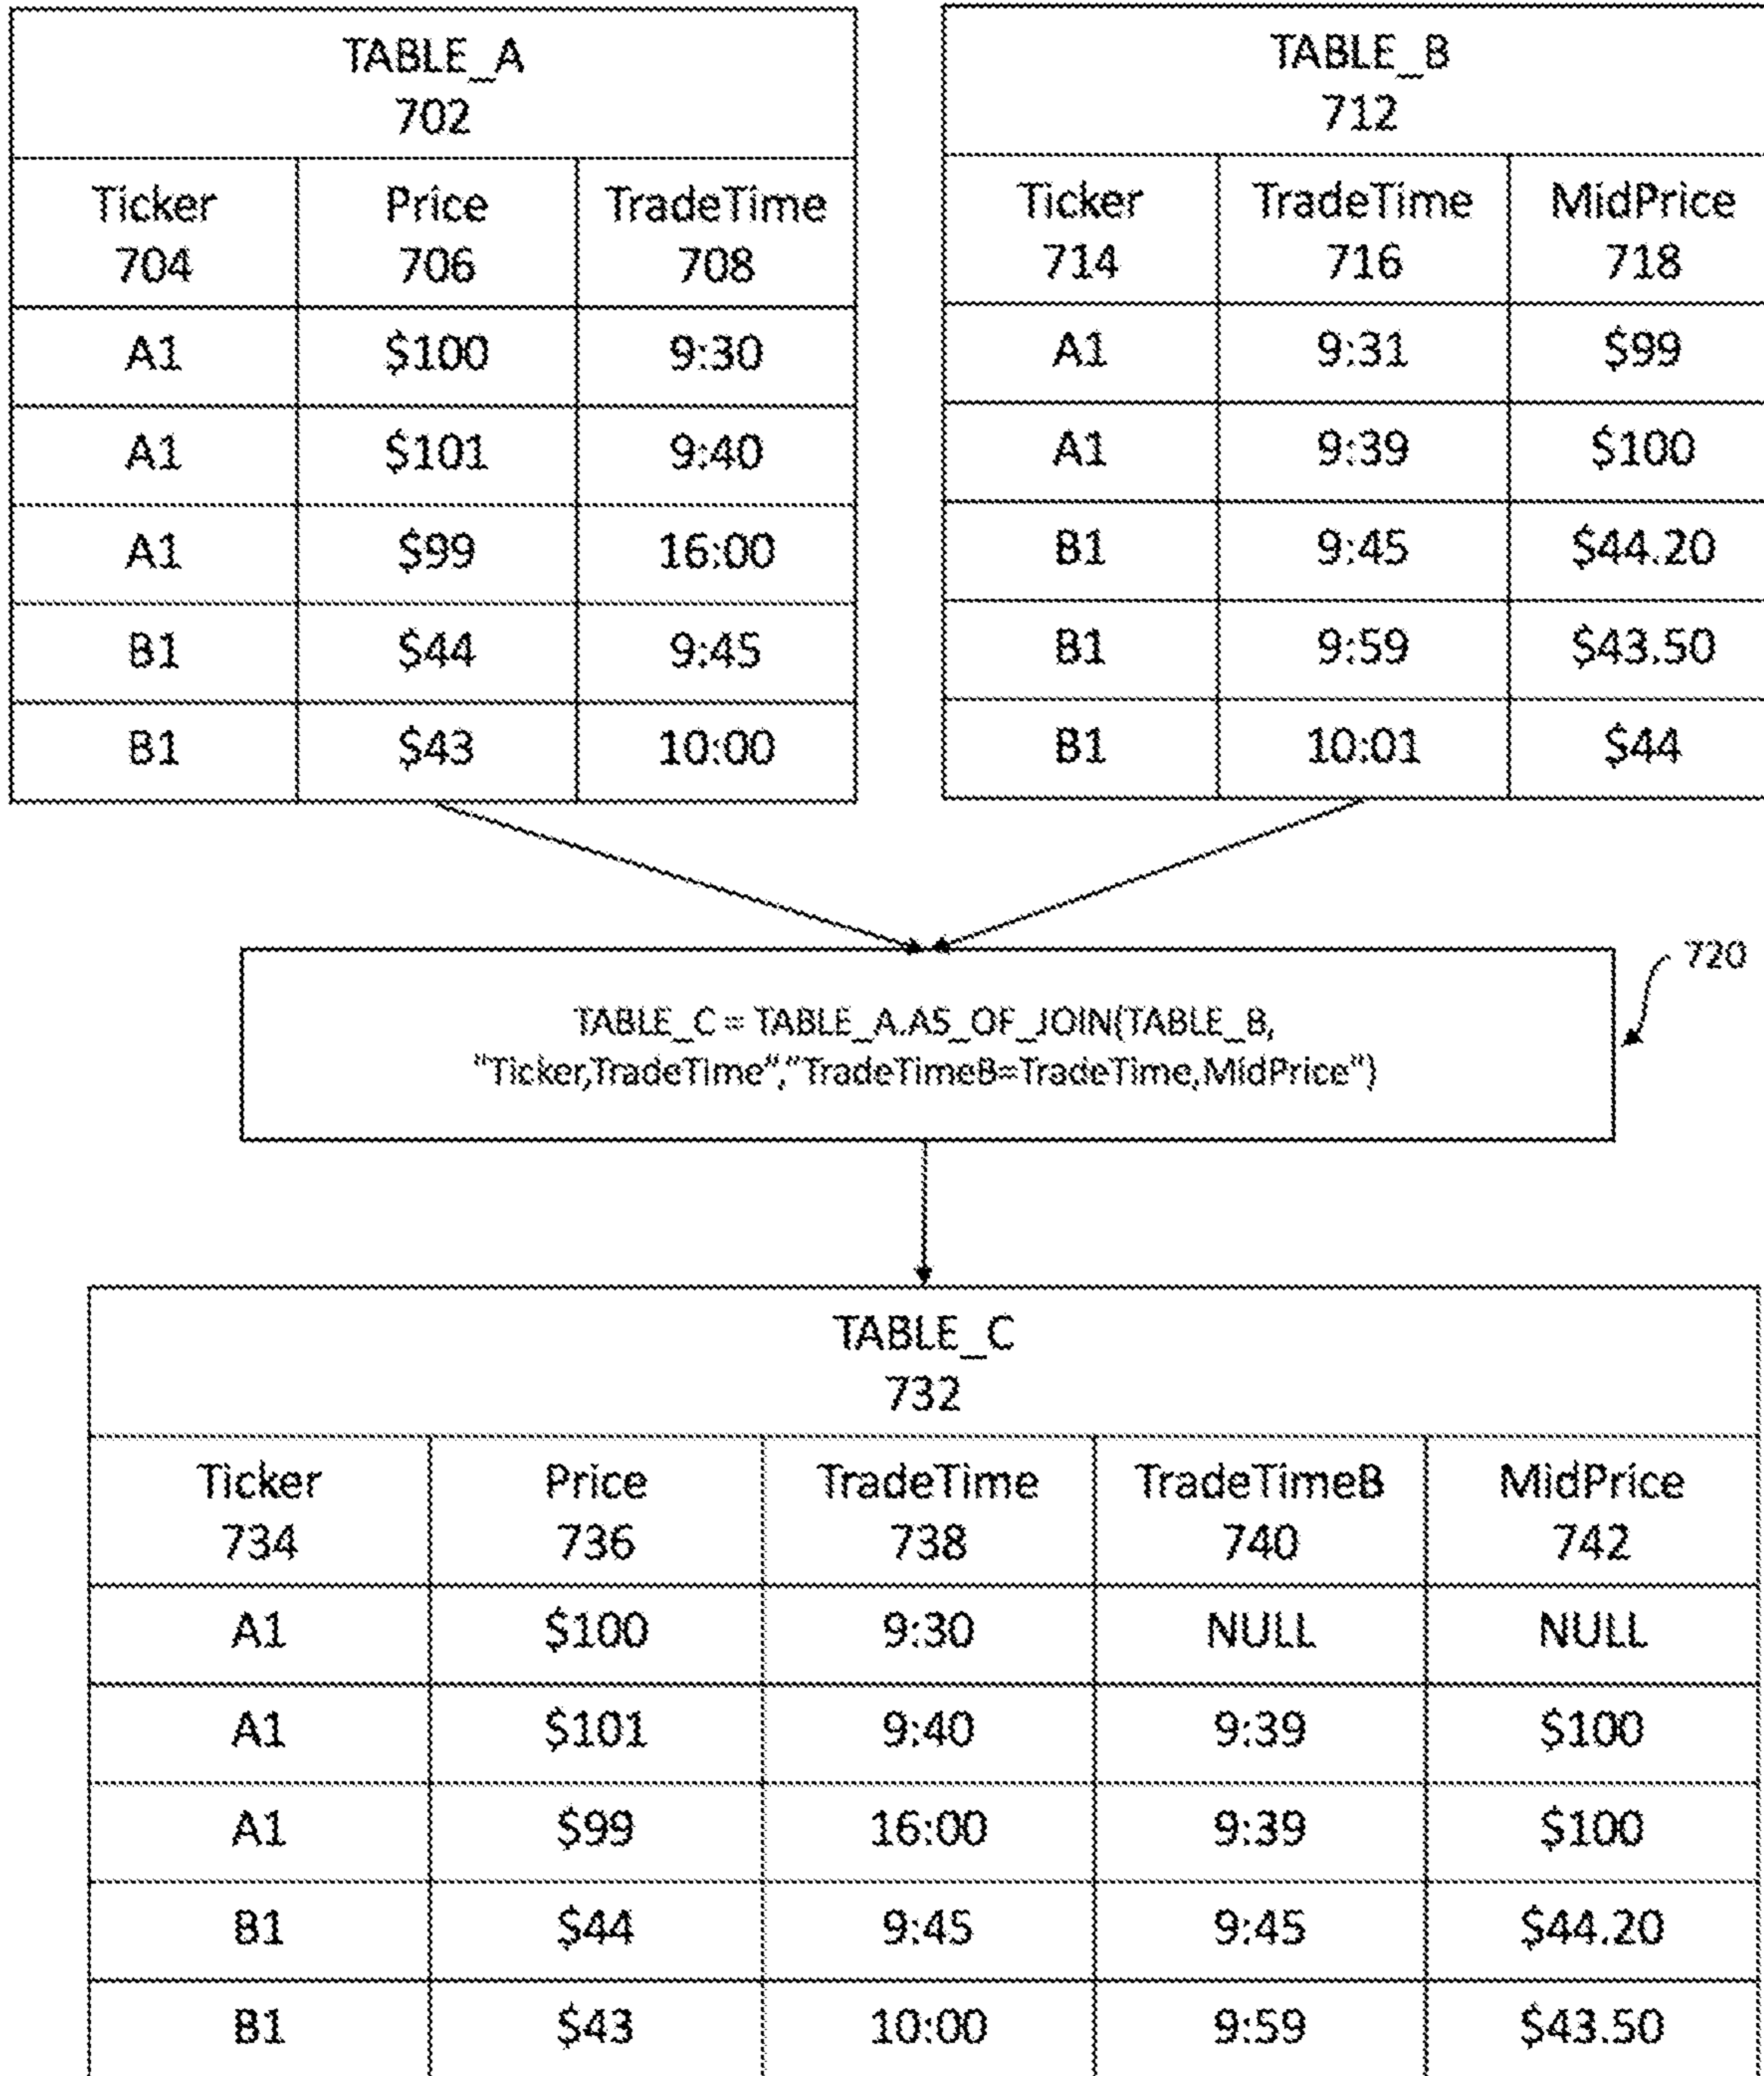 TABLE_A
702
Ticker Price TradeTime
704 706 708
A1 $100 9:30
A1 $101 9:40
A1 $99 16:00
B1 $44 9:45
B1 $43 10:00
TABLE_B
712
Ticker TradeTime MidPrice
714 716 718
A1 9:31 $99
A1 9:39 $100
B1 9:45 $44.20
B1 9:59 $43.50
B1 10:01 $44
720
TABLE_C = TABLE_A.AS_OF_JOIN(TABLE_B,
"Ticker,TradeTime","TradeTimeB=TradeTime,MidPrice")
TABLE_C
732
Ticker Price TradeTime TradeTimeB MidPrice
734 736 738 740 742
A1 $100 9:30 NULL NULL
A1 $101 9:40 9:39 $100
A1 $99 16:00 9:39 $100
B1 $44 9:45 9:45 $44.20
B1 $43 10:00 9:59 $43.50